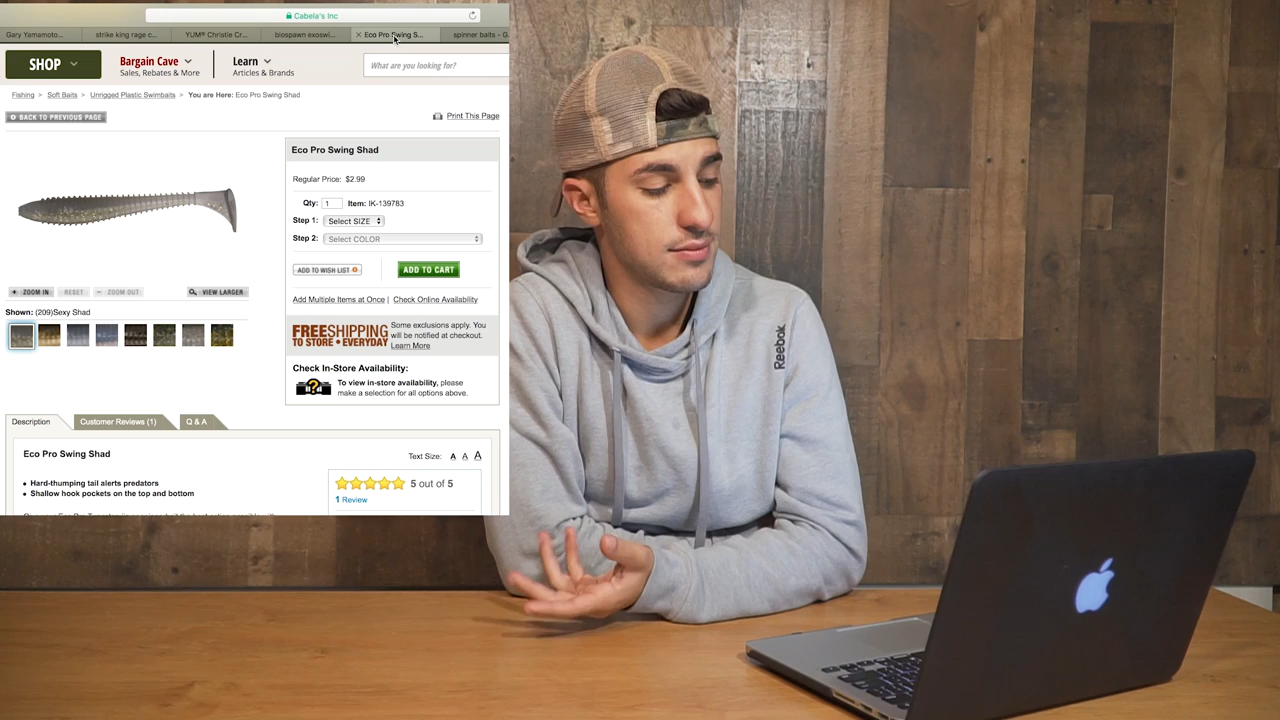 Cabela's Inc
Gary Yamamoto... strike king rage c... YUM® Christie Cr... biospawn exoswi... Eco Pro Swing S... spinner baits – G
SHOP
Bargain Cave
Sales, Rebates & More
Learn
Articles & Brands
What are you looking for?
Fishing > Soft Baits > Unrigged Plastic Swimbaits > You are Here: Eco Pro Swing Shad
BACK TO PREVIOUS PAGE
Print This Page
Eco Pro Swing Shad
Regular Price: $2.99
Qty: 1 Item: IK-139783
Step 1: Select SIZE
Step 2: Select COLOR
ADD TO WISH LIST
ADD TO CART
Add Multiple Items at Once | Check Online Availability
FREE SHIPPING
TO STORE • EVERYDAY
Some exclusions apply. You
will be notified at checkout.
Learn More
Check In-Store Availability:
To view in-store availability, please
make a selection for all options above.
+ ZOOM IN RESET – ZOOM OUT VIEW LARGER
Shown: (209)Sexy Shad
Description Customer Reviews (1) Q & A
Eco Pro Swing Shad
Text Size: A A A
• Hard-thumping tail alerts predators
• Shallow hook pockets on the top and bottom
5 out of 5
1 Review
Reebok